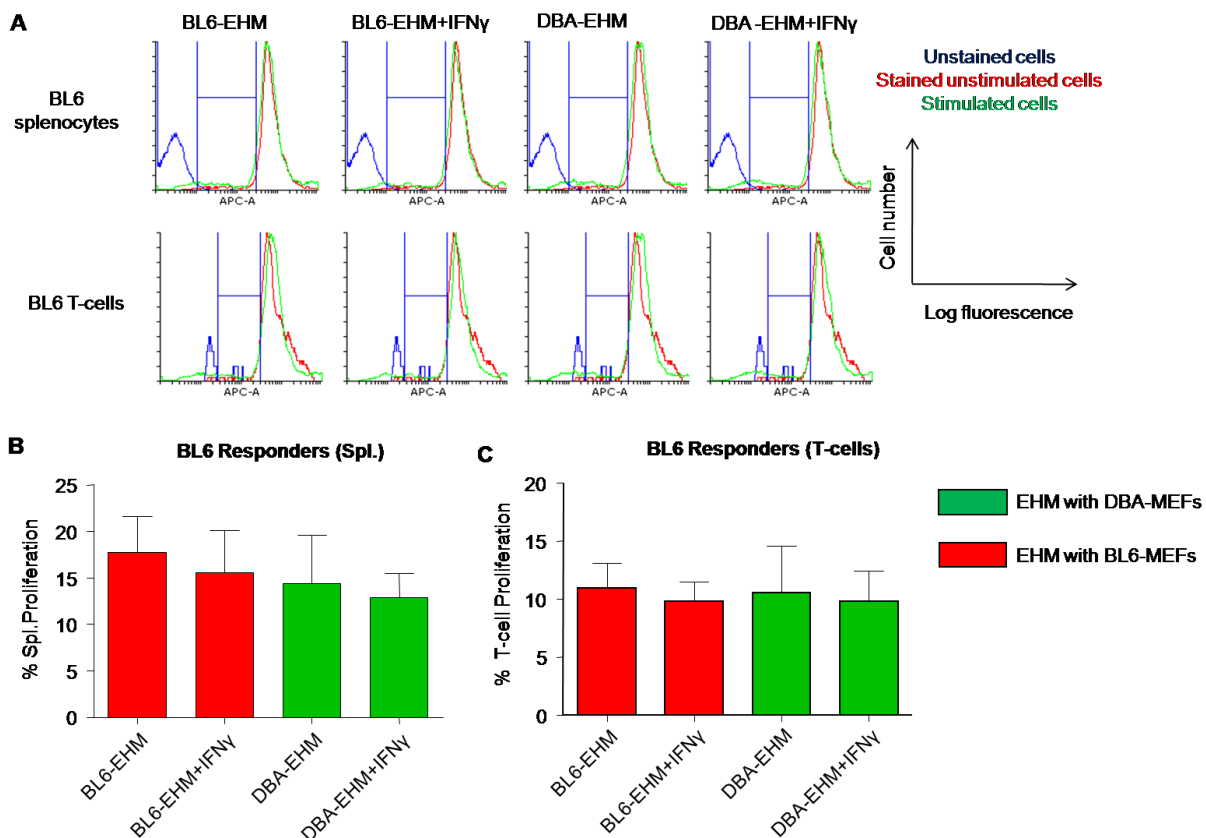 A
BL6-EHM
BL6-EHM+IFNγ
DBA-EHM
DBA -EHM+IFNγ
BL6
splenocytes
APC-A
APC-A
APC-A
APC-A
Unstained cells
Stained unstimulated cells
Stimulated cells
Cell number
Log fluorescence
BL6 T-cells
APC-A
APC-A
APC-A
APC-A
B
BL6 Responders (Spl.)
% Spl.Proliferation
25
20
15
10
5
0
BL6-EHM
BL6-EHM+IFNγ
DBA-EHM
DBA-EHM+IFNγ
C
BL6 Responders (T-cells)
% T-cell Proliferation
20
15
10
5
0
BL6-EHM
BL6-EHM+IFNγ
DBA-EHM
DBA-EHM+IFNγ
EHM with DBA-MEFs
EHM with BL6-MEFs